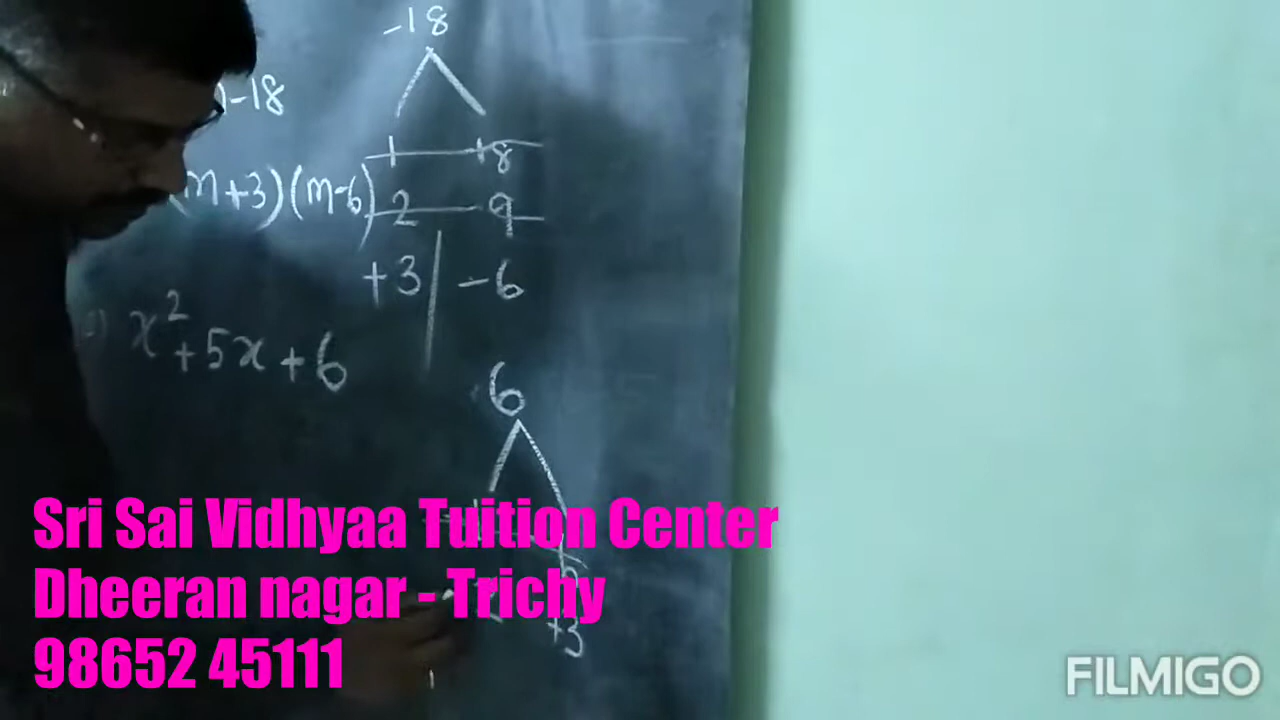 -18
)-18
1 18
(m+3)(m-6)
2 9
+3 -6
x²+5x+6
6
+3
Sri Sai Vidhyaa Tuition Center
Dheeran nagar - Trichy
98652 45111
FILMIGO